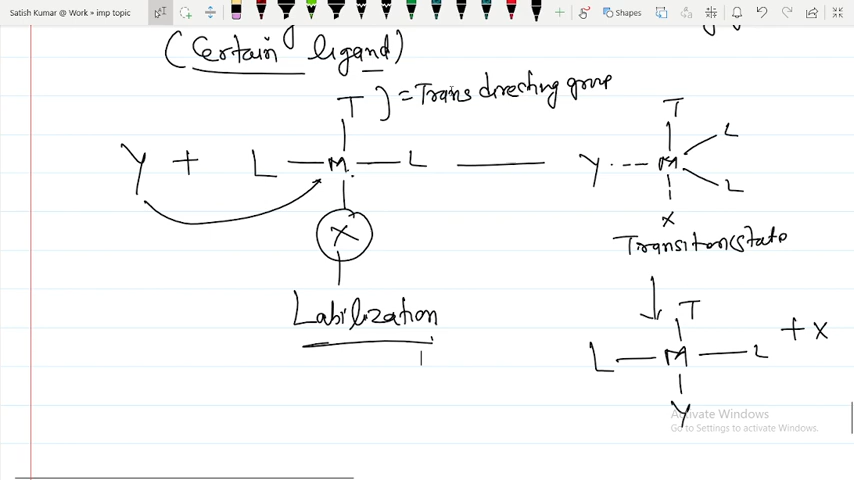 Satish Kumar @ Work » imp topic
Shapes
(Certain ligand)
T } = Trans directing group
Y + L — M — L
X
Labilization
T
Y --- M
L
L
X
Transition state
T
L — M — L + X
Y
Activate Windows
Go to Settings to activate Windows.